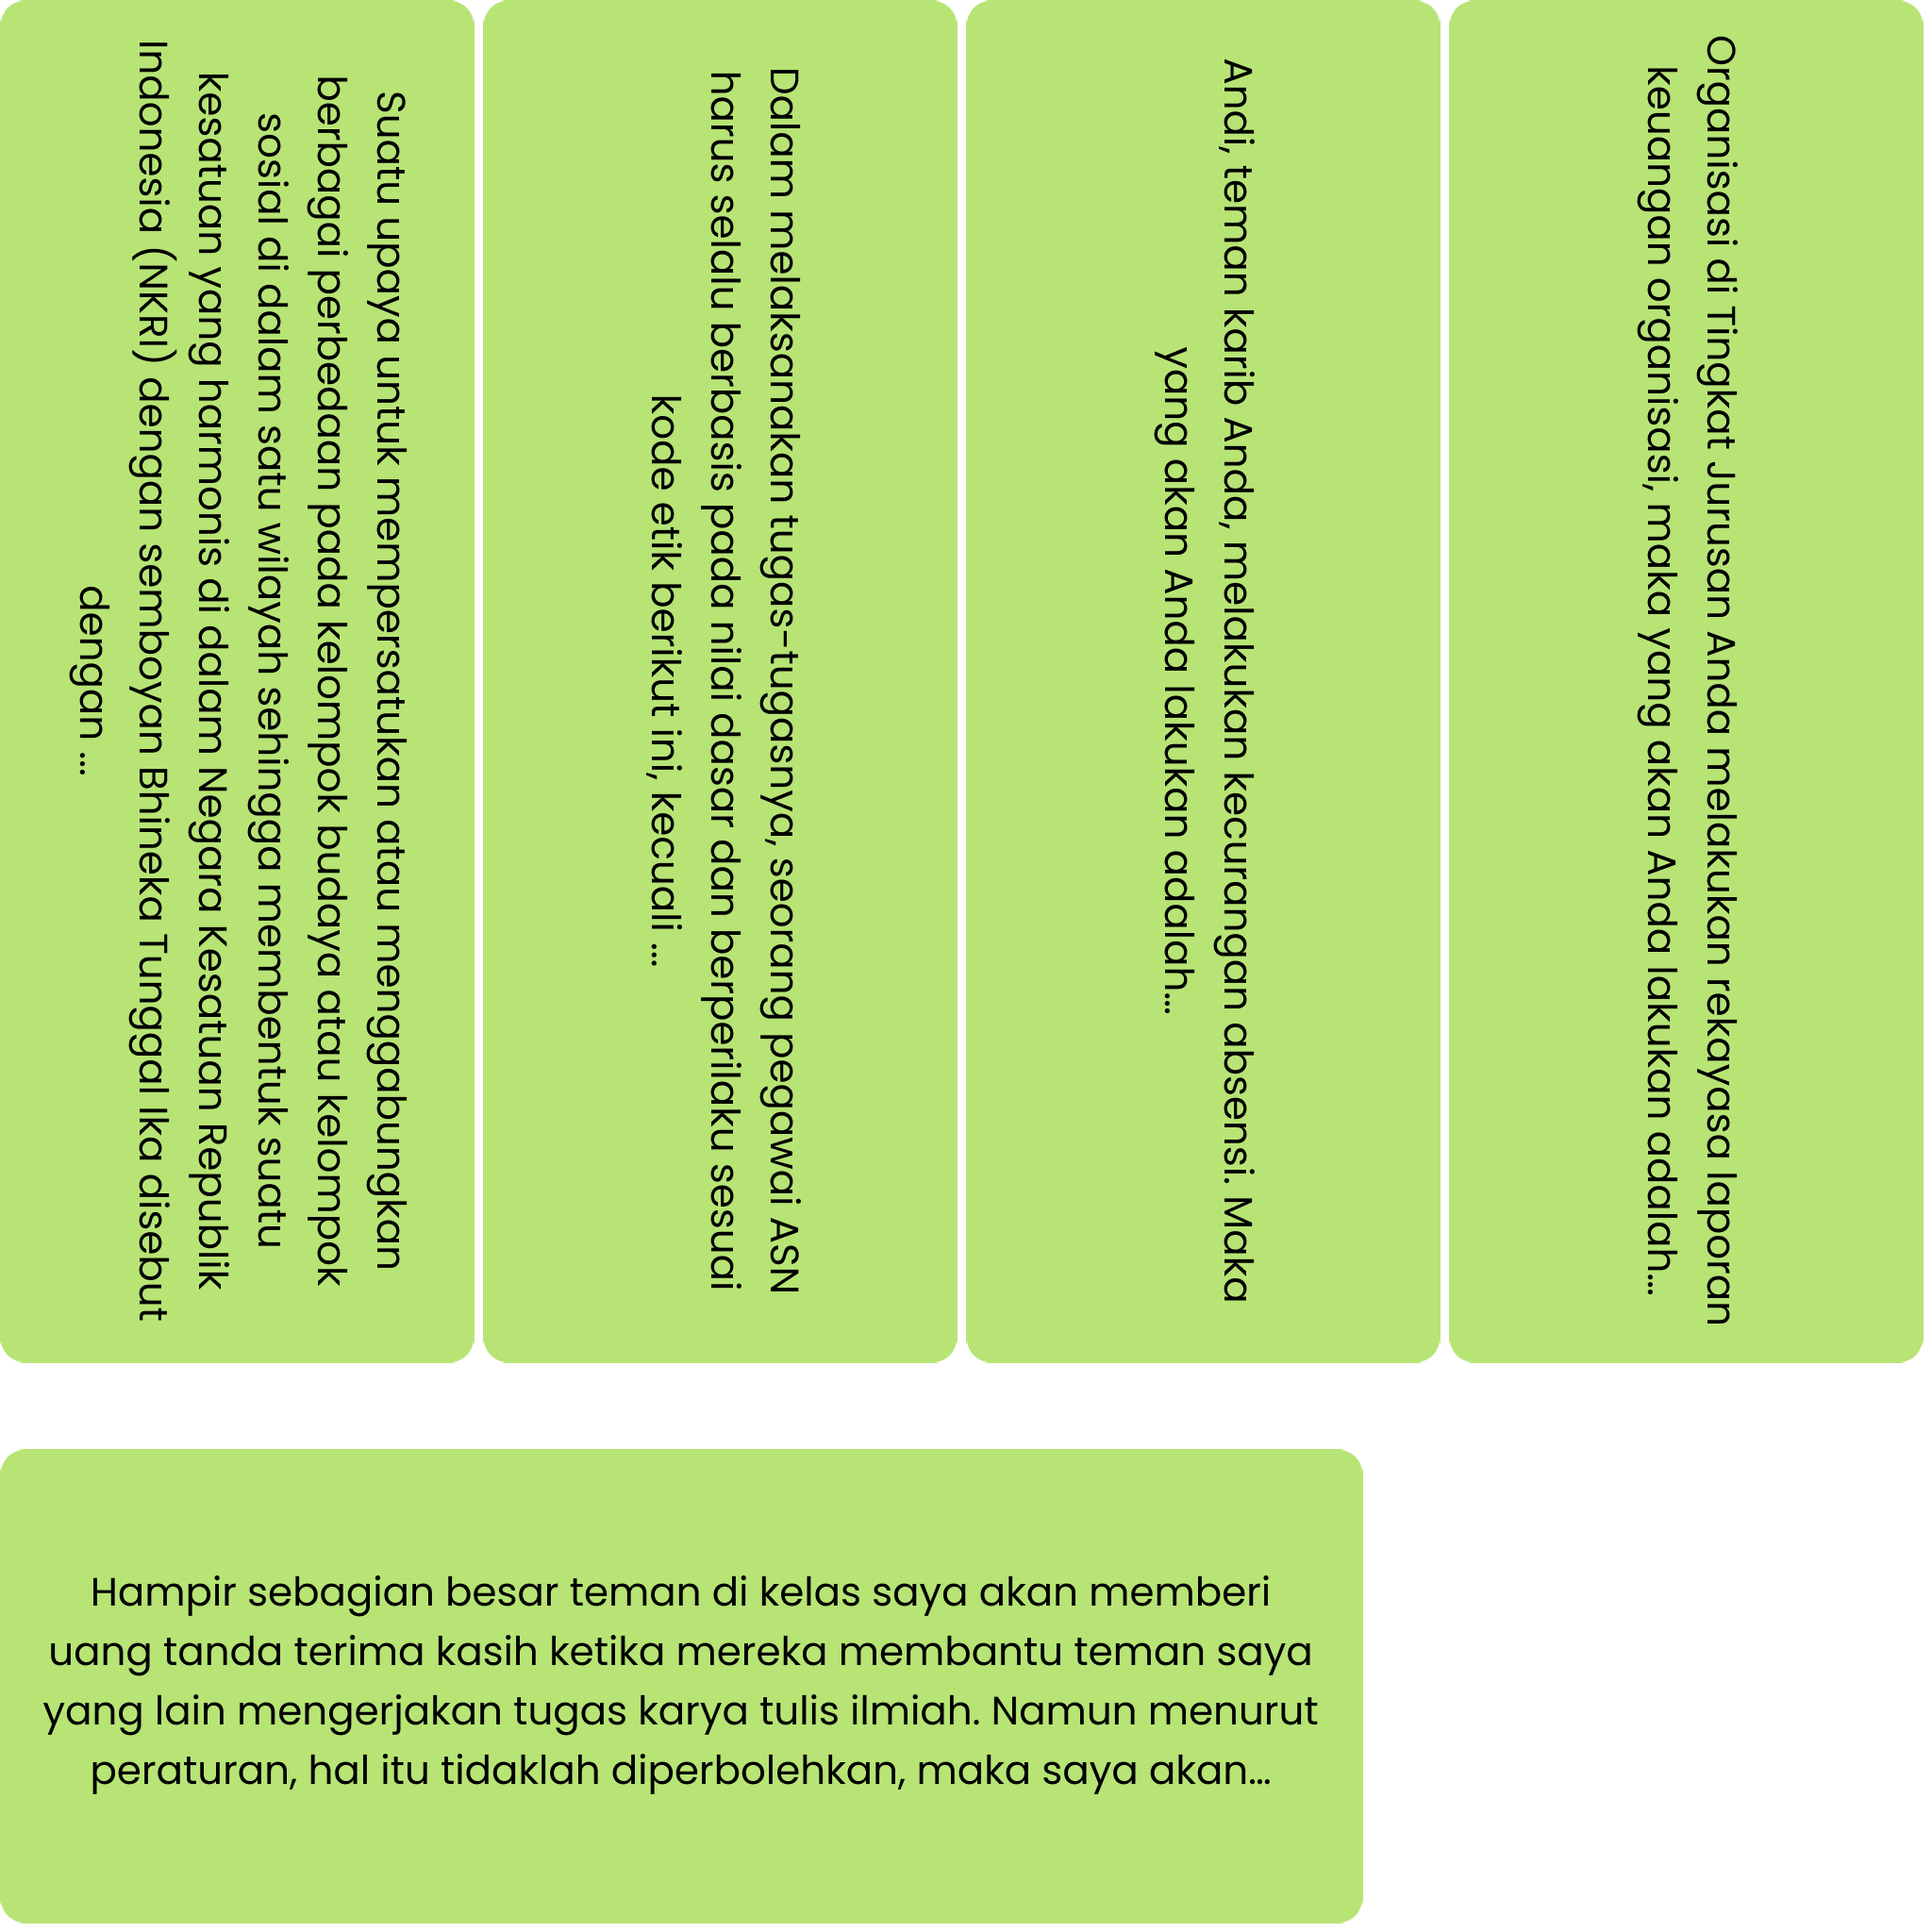 Suatu upaya untuk mempersatukan atau menggabungkan
berbagai perbedaan pada kelompok budaya atau kelompok
sosial di dalam satu wilayah sehingga membentuk suatu
kesatuan yang harmonis di dalam Negara Kesatuan Republik
Indonesia (NKRI) dengan semboyan Bhineka Tunggal Ika disebut
dengan ...
Dalam melaksanakan tugas-tugasnya, seorang pegawai ASN
harus selalu berbasis pada nilai dasar dan berperilaku sesuai
kode etik berikut ini, kecuali ...
Andi, teman karib Anda, melakukan kecurangan absensi. Maka
yang akan Anda lakukan adalah...
Organisasi di Tingkat Jurusan Anda melakukan rekayasa laporan
keuangan organisasi, maka yang akan Anda lakukan adalah...
Hampir sebagian besar teman di kelas saya akan memberi
uang tanda terima kasih ketika mereka membantu teman saya
yang lain mengerjakan tugas karya tulis ilmiah. Namun menurut
peraturan, hal itu tidaklah diperbolehkan, maka saya akan...